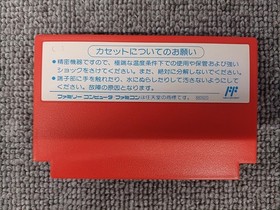 カセットについてのお願い
●精密機器ですので、極端な温度条件下での使用や保管および強い
ショックをさけてください。また、絶対に分解しないでください。
●端子部に手を触れたり、水にぬらしたりして汚さないようにして
ください。故障の原因となります。
ファミリーコンピュータ ファミコンは任天堂の商標です。
FF